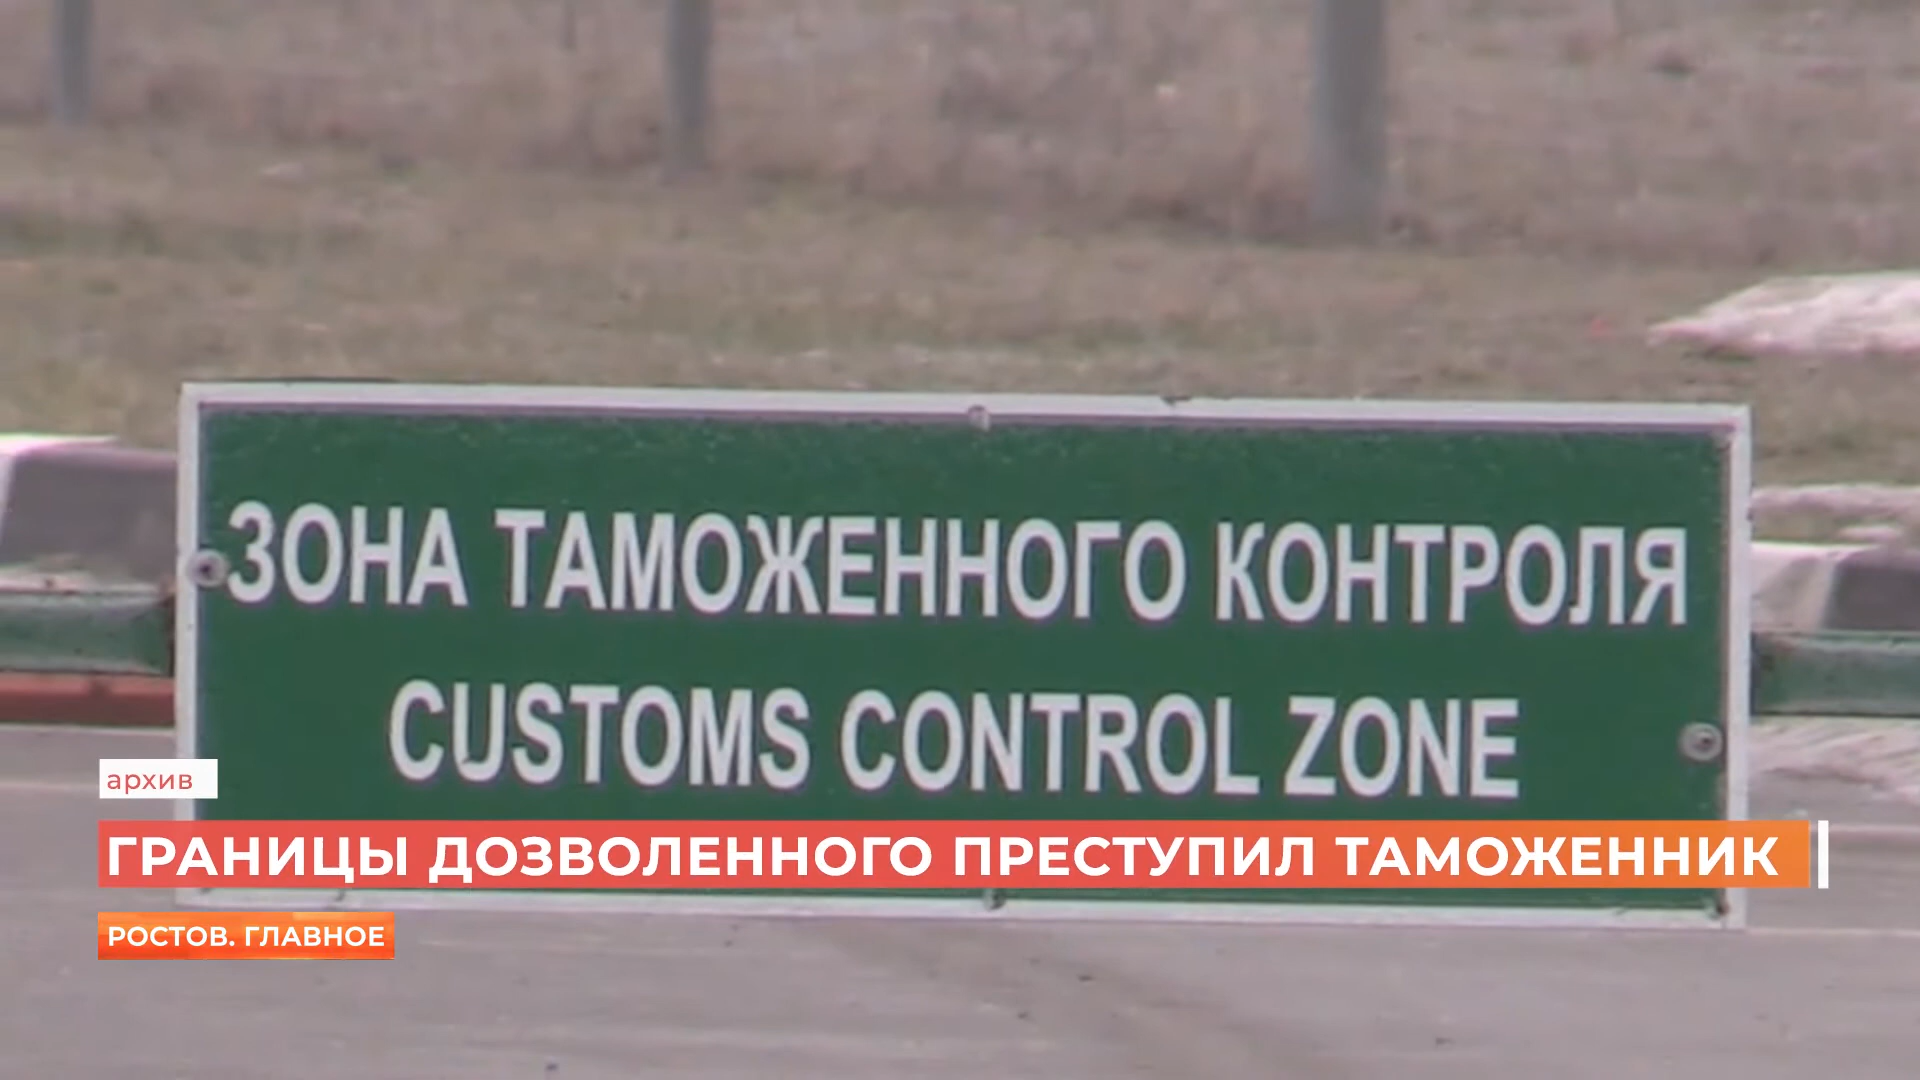 ЗОНА ТАМОЖЕННОГО КОНТРОЛЯ
CUSTOMS CONTROL ZONE
архив
ГРАНИЦЫ ДОЗВОЛЕННОГО ПРЕСТУПИЛ ТАМОЖЕННИК
РОСТОВ. ГЛАВНОЕ